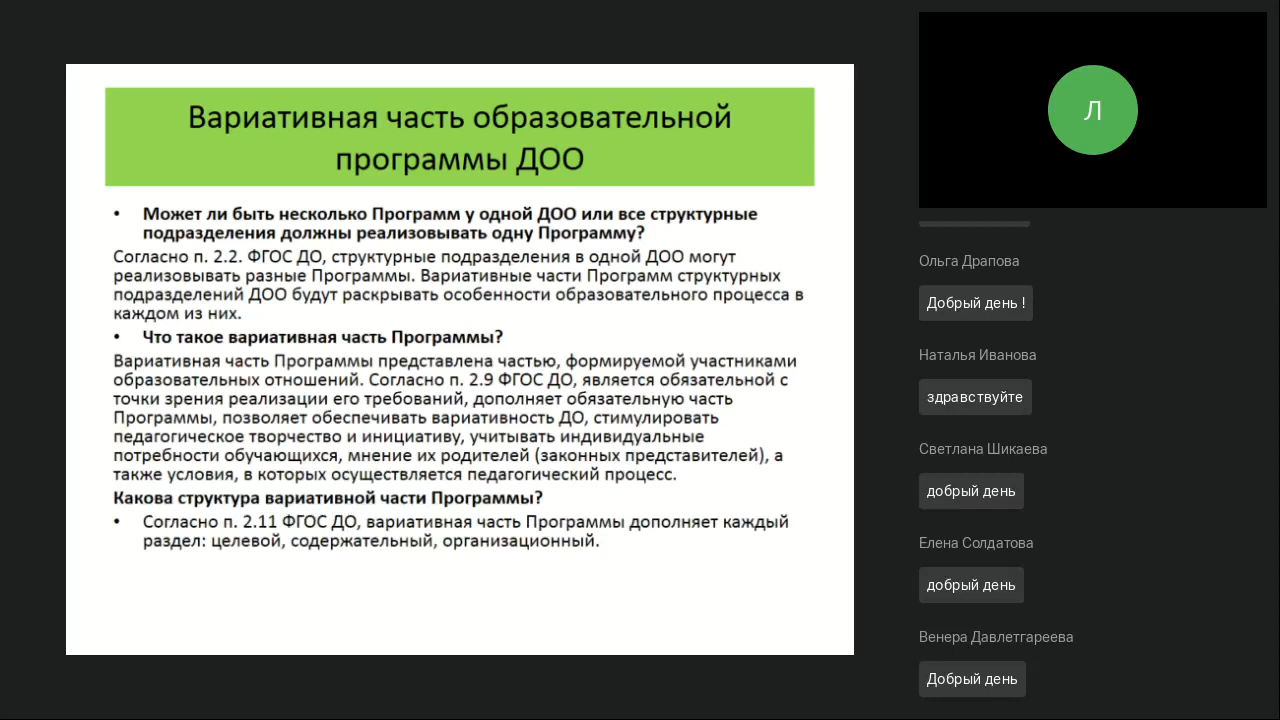 Вариативная часть образовательной
программы ДОО
• Может ли быть несколько Программ у одной ДОО или все структурные
подразделения должны реализовывать одну Программу?
Согласно п. 2.2. ФГОС ДО, структурные подразделения в одной ДОО могут
реализовывать разные Программы. Вариативные части Программ структурных
подразделений ДОО будут раскрывать особенности образовательного процесса в
каждом из них.
• Что такое вариативная часть Программы?
Вариативная часть Программы представлена частью, формируемой участниками
образовательных отношений. Согласно п. 2.9 ФГОС ДО, является обязательной с
точки зрения реализации его требований, дополняет обязательную часть
Программы, позволяет обеспечивать вариативность ДО, стимулировать
педагогическое творчество и инициативу, учитывать индивидуальные
потребности обучающихся, мнение их родителей (законных представителей), а
также условия, в которых осуществляется педагогический процесс.
Какова структура вариативной части Программы?
• Согласно п. 2.11 ФГОС ДО, вариативная часть Программы дополняет каждый
раздел: целевой, содержательный, организационный.
Л
Ольга Драпова
Добрый день !
Наталья Иванова
здравствуйте
Светлана Шикаева
добрый день
Елена Солдатова
добрый день
Венера Давлетгареева
Добрый день